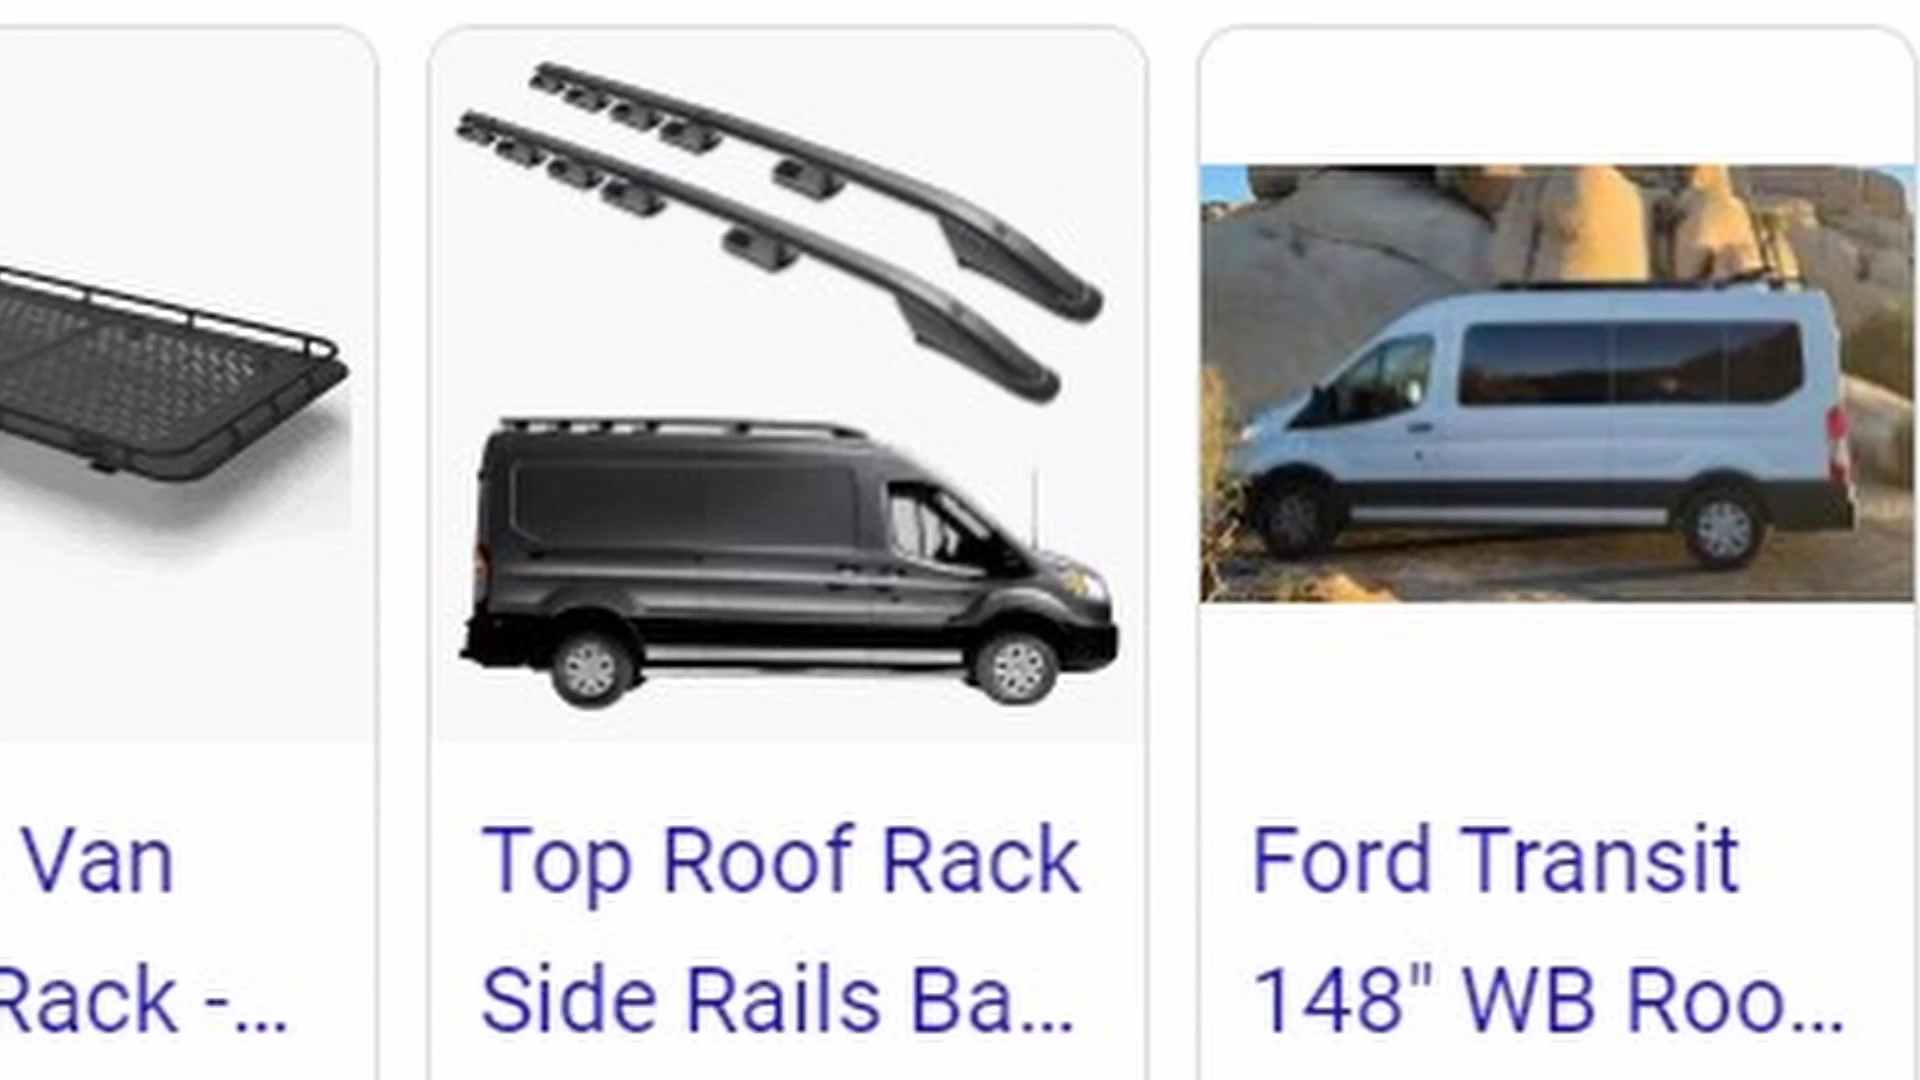 Van
Rack -...
Top Roof Rack
Side Rails Ba...
Ford Transit
148" WB Roo...